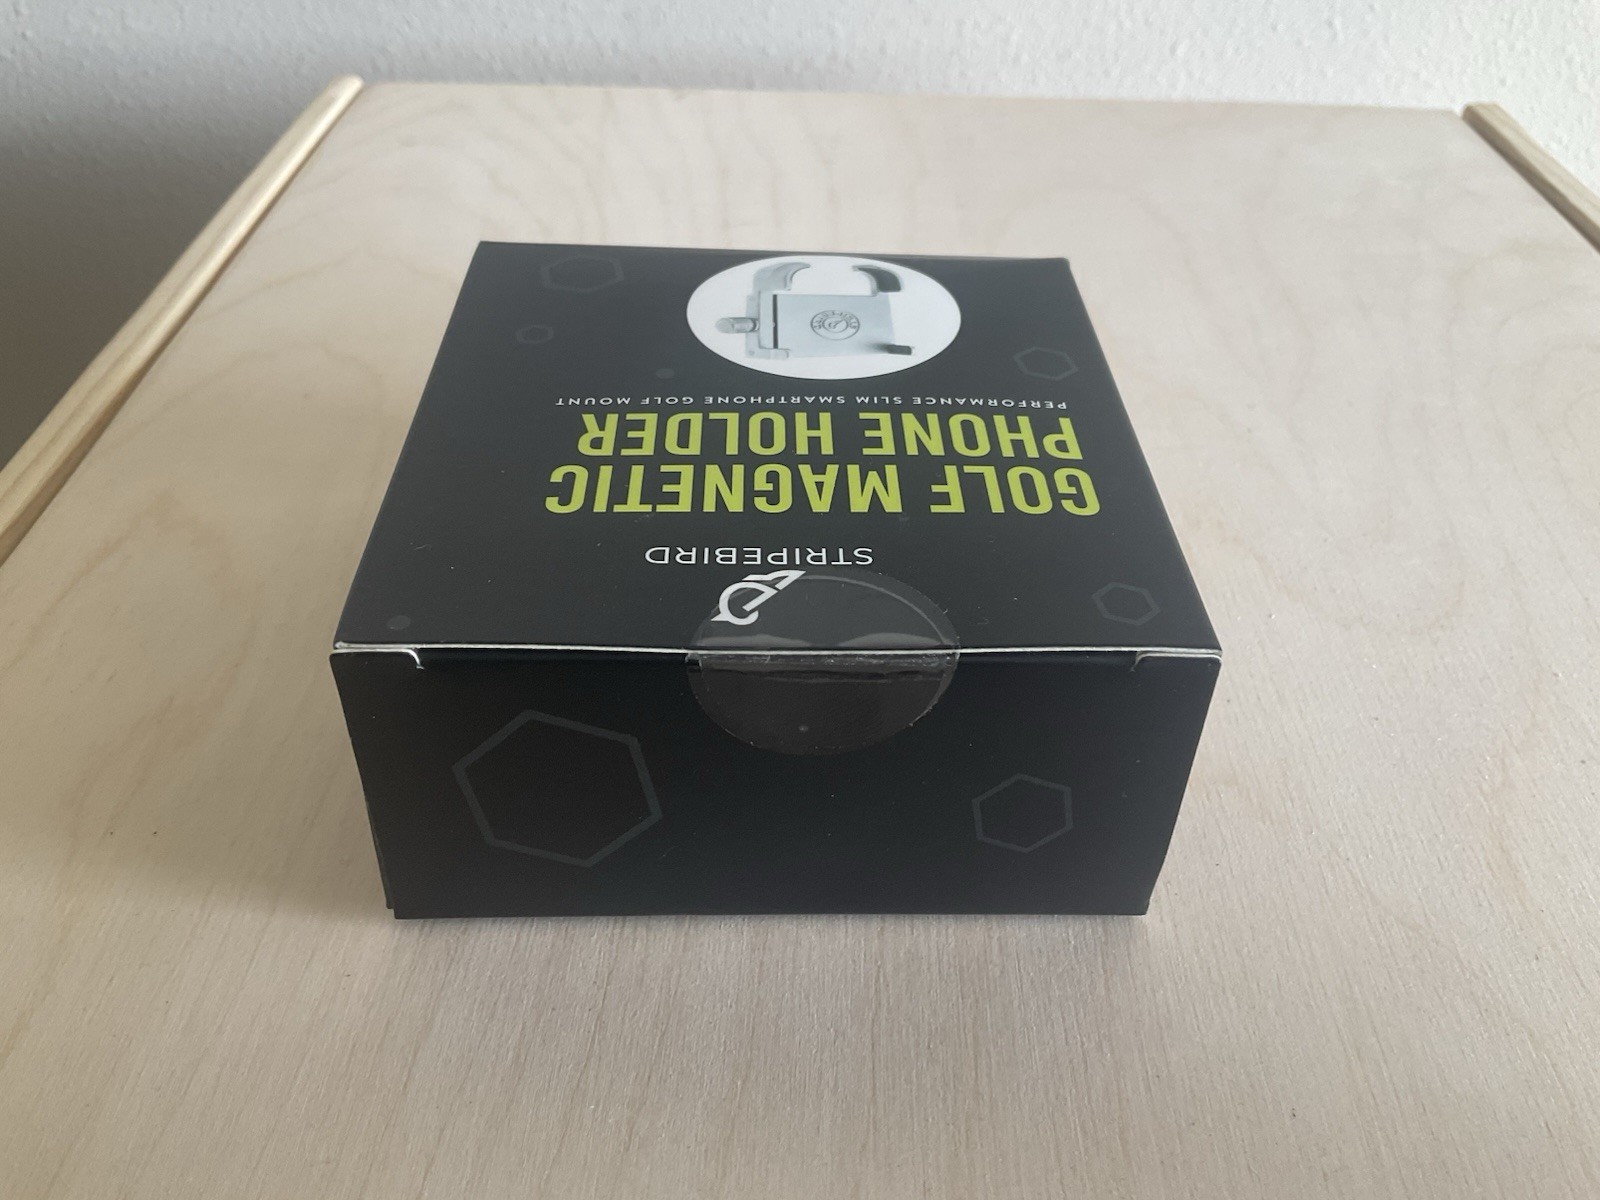 STRIPEBIRD
GOLF MAGNETIC
PHONE HOLDER
PERFORMANCE SLIM SMARTPHONE GOLF MOUNT